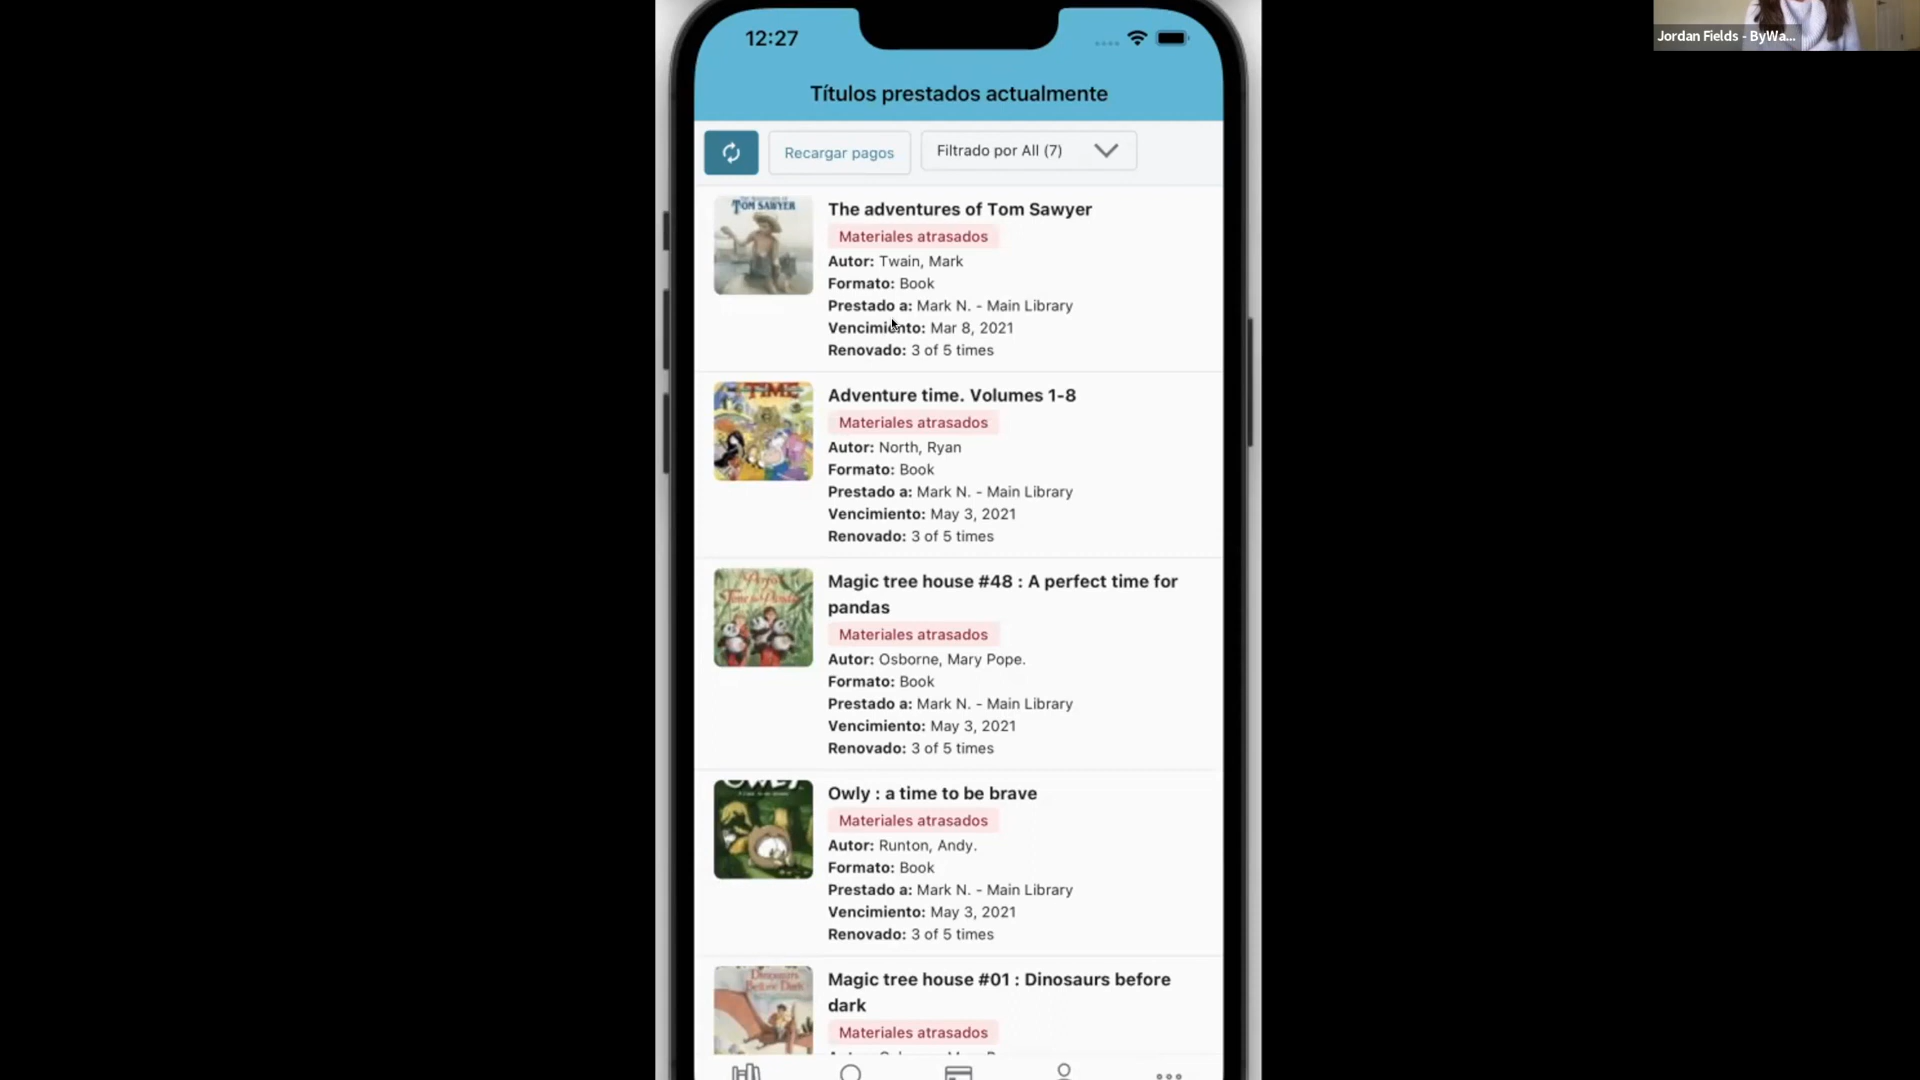 12:27
Jordan Fields - ByWa...
Títulos prestados actualmente
Recargar pagos
Filtrado por All (7)
TOM SAWYER
The adventures of Tom Sawyer
Materiales atrasados
Autor: Twain, Mark
Formato: Book
Prestado a: Mark N. - Main Library
Vencimiento: Mar 8, 2021
Renovado: 3 of 5 times
TIME
Adventure time. Volumes 1-8
Materiales atrasados
Autor: North, Ryan
Formato: Book
Prestado a: Mark N. - Main Library
Vencimiento: May 3, 2021
Renovado: 3 of 5 times
Magic tree house #48 : A perfect time for
pandas
Materiales atrasados
Autor: Osborne, Mary Pope.
Formato: Book
Prestado a: Mark N. - Main Library
Vencimiento: May 3, 2021
Renovado: 3 of 5 times
Owly : a time to be brave
Materiales atrasados
Autor: Runton, Andy.
Formato: Book
Prestado a: Mark N. - Main Library
Vencimiento: May 3, 2021
Renovado: 3 of 5 times
Dinosaurs
Before Dark
Magic tree house #01 : Dinosaurs before
dark
Materiales atrasados